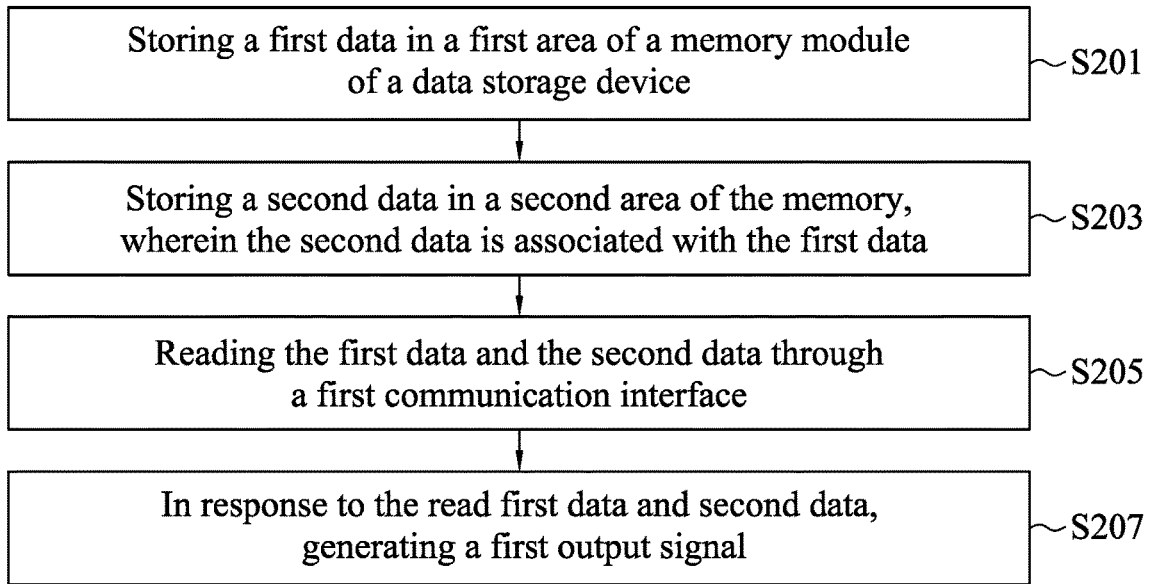 Storing a first data in a first area of a memory module
of a data storage device
S201
Storing a second data in a second area of the memory,
wherein the second data is associated with the first data
S203
Reading the first data and the second data through
a first communication interface
S205
In response to the read first data and second data,
generating a first output signal
S207